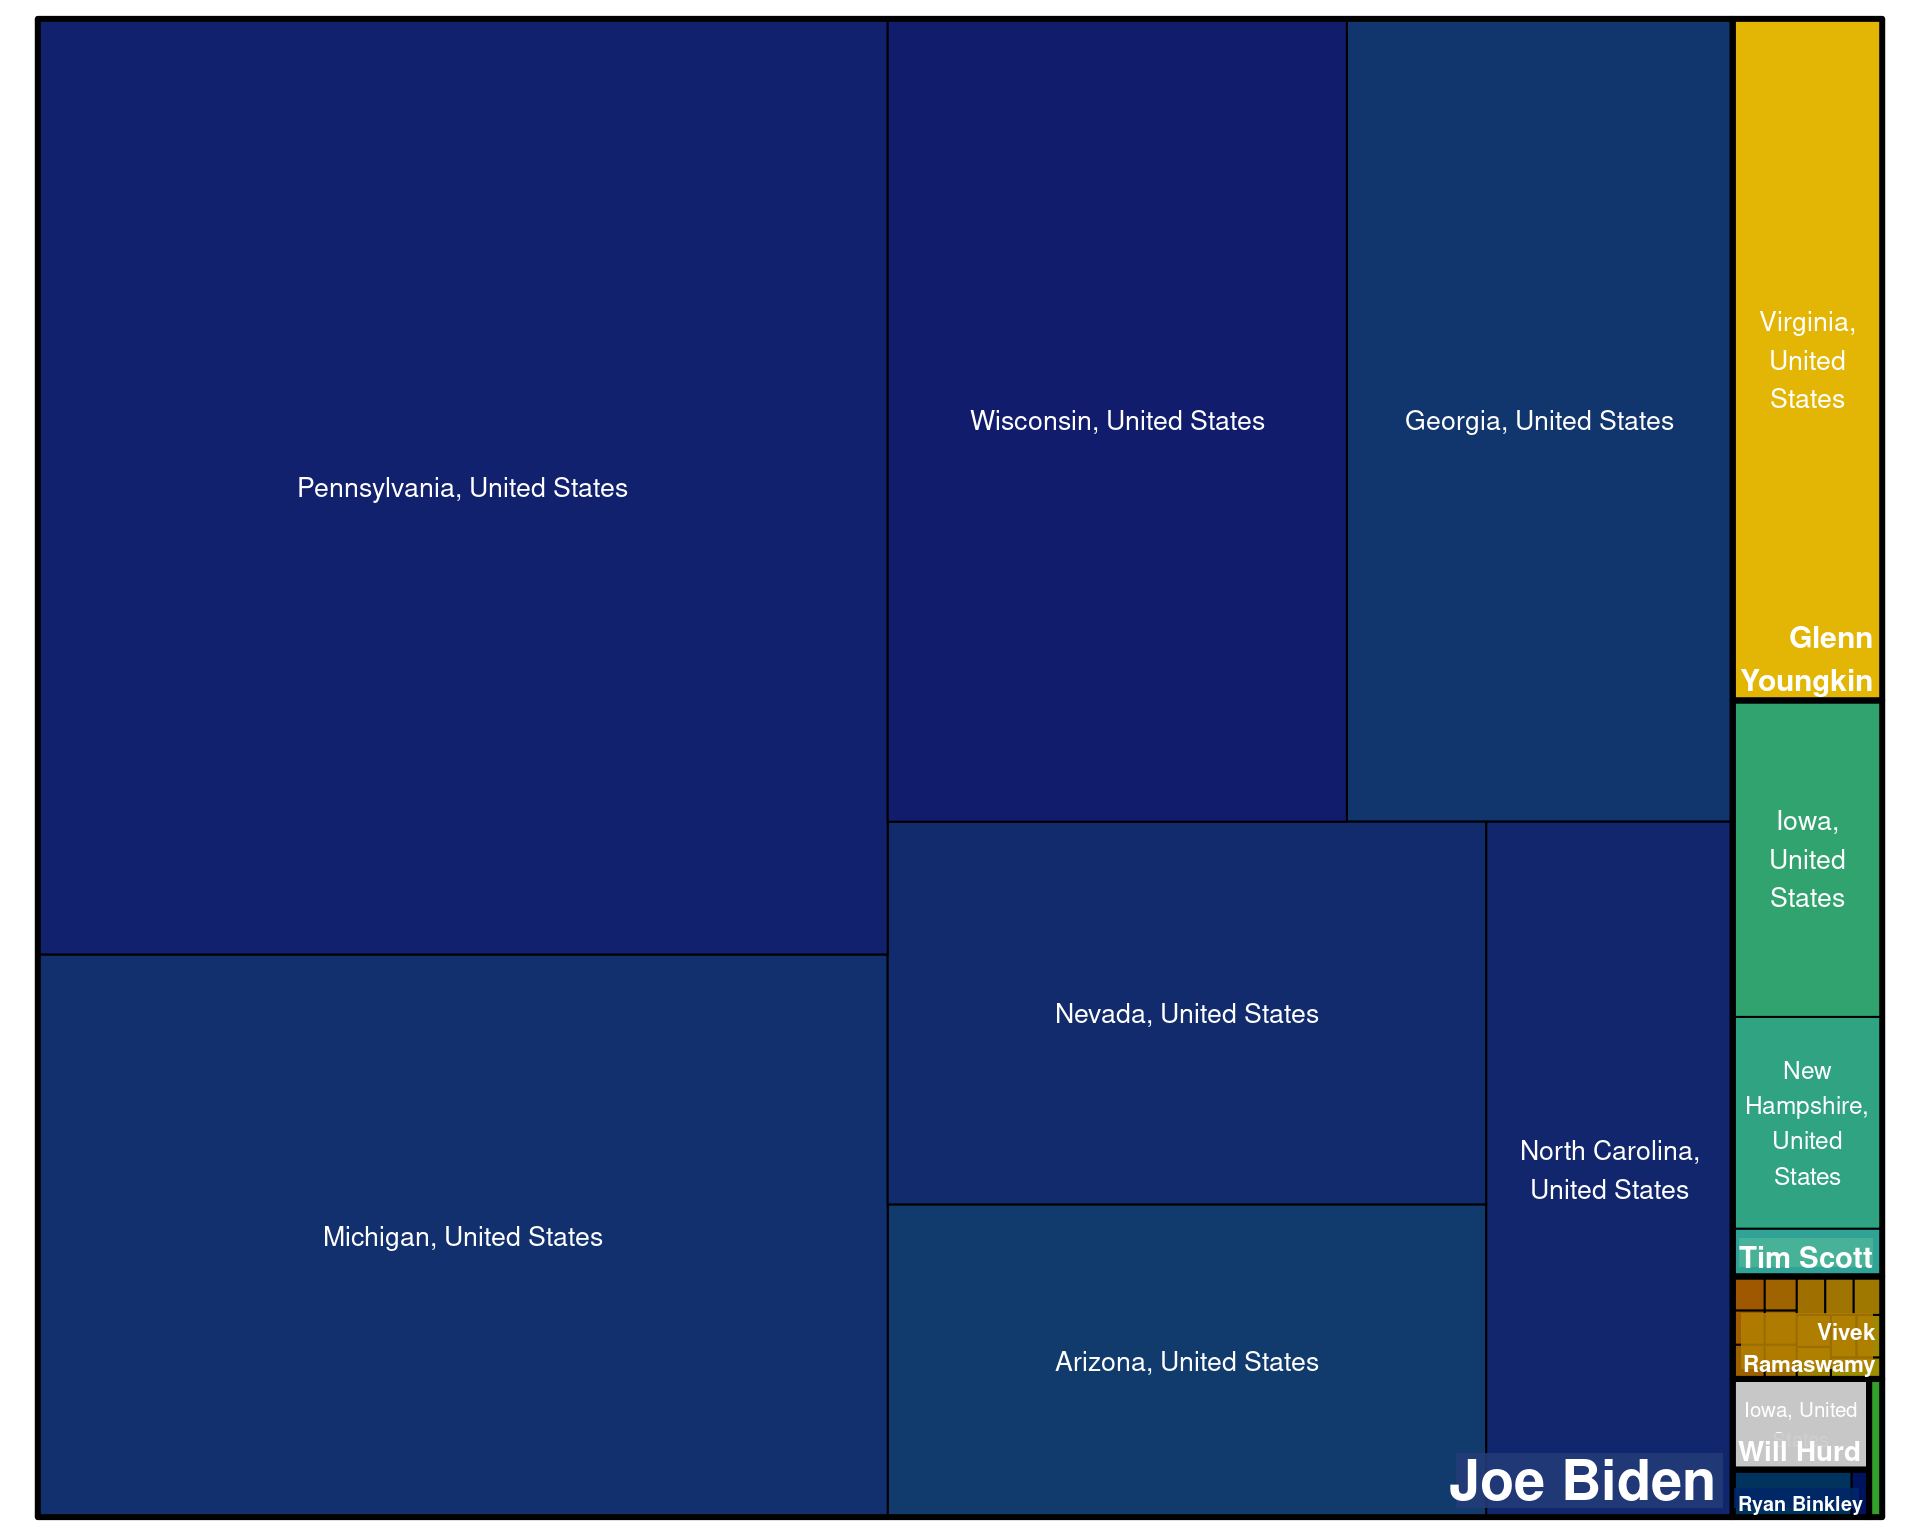 Pennsylvania, United States
Wisconsin, United States
Georgia, United States
Virginia,
United
States
Glenn
Youngkin
Michigan, United States
Nevada, United States
Arizona, United States
North Carolina,
United States
Joe Biden
Iowa,
United
States
New
Hampshire,
United
States
Tim Scott
Vivek
Ramaswamy
Iowa, United
Will Hurd
Ryan Binkley